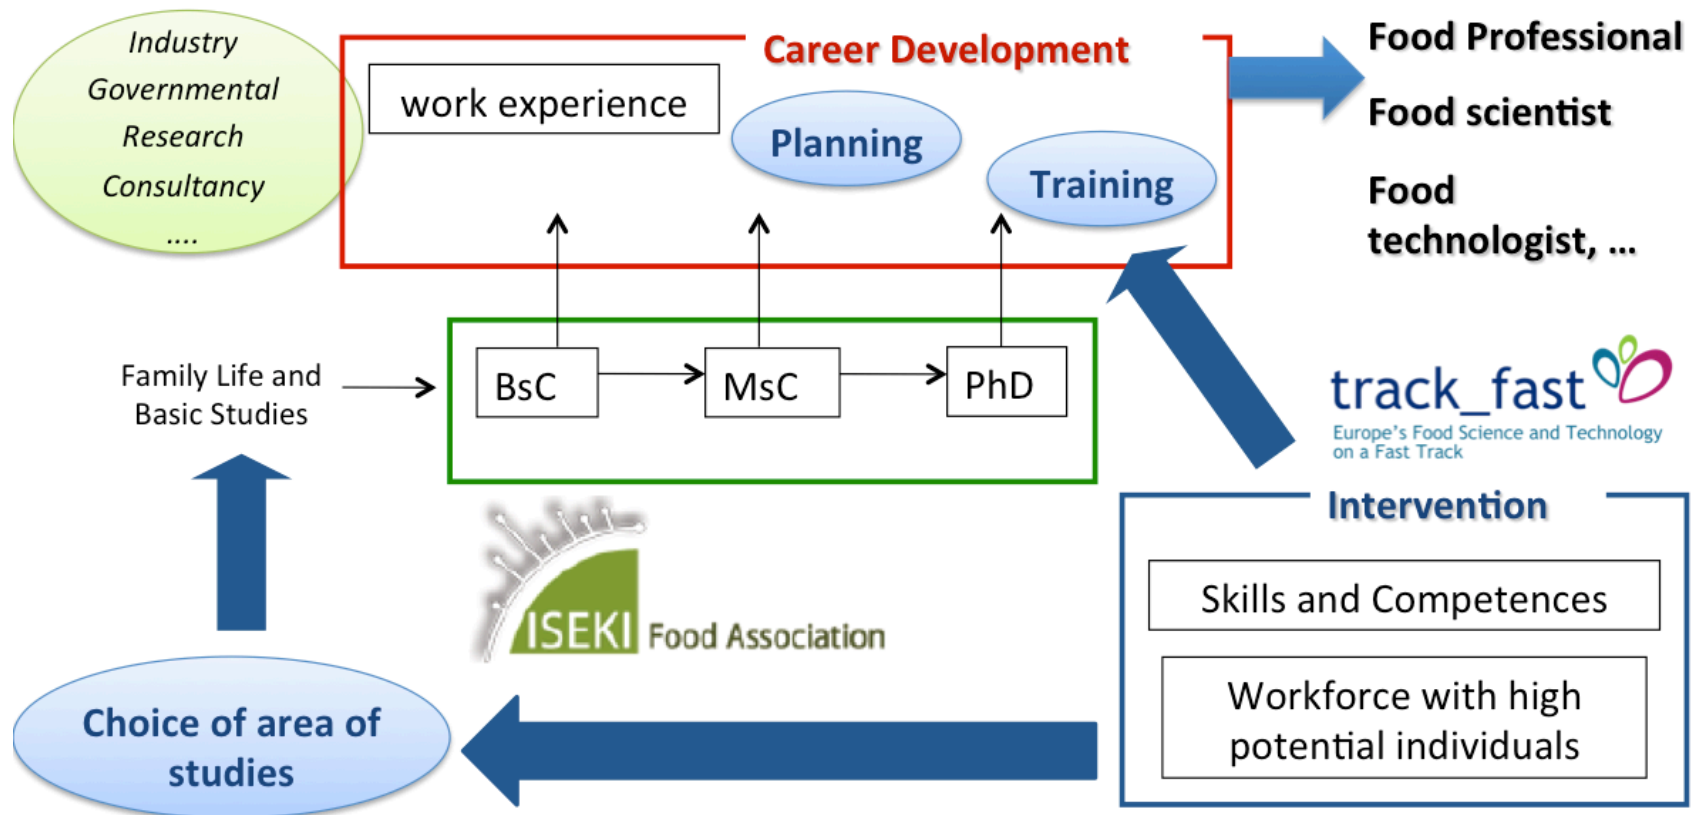 Industry
Governmental
Research
Consultancy
....
Career Development
work experience
Planning
Training
Food Professional
Food scientist
Food
technologist, ...
Family Life and
Basic Studies
BsC
MsC
PhD
track_fast
Europe's Food Science and Technology
on a Fast Track
ISEKI Food Association
Intervention
Skills and Competences
Workforce with high
potential individuals
Choice of area of
studies